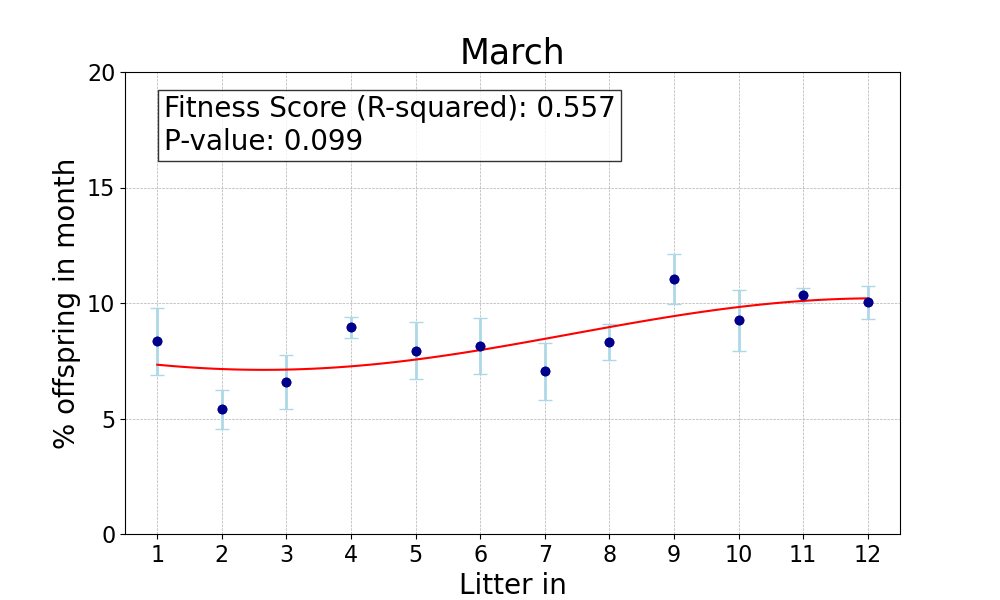 March
Fitness Score (R-squared): 0.557
P-value: 0.099
% offspring in month
20
15
10
5
0
1 2 3 4 5 6 7 8 9 10 11 12
Litter in